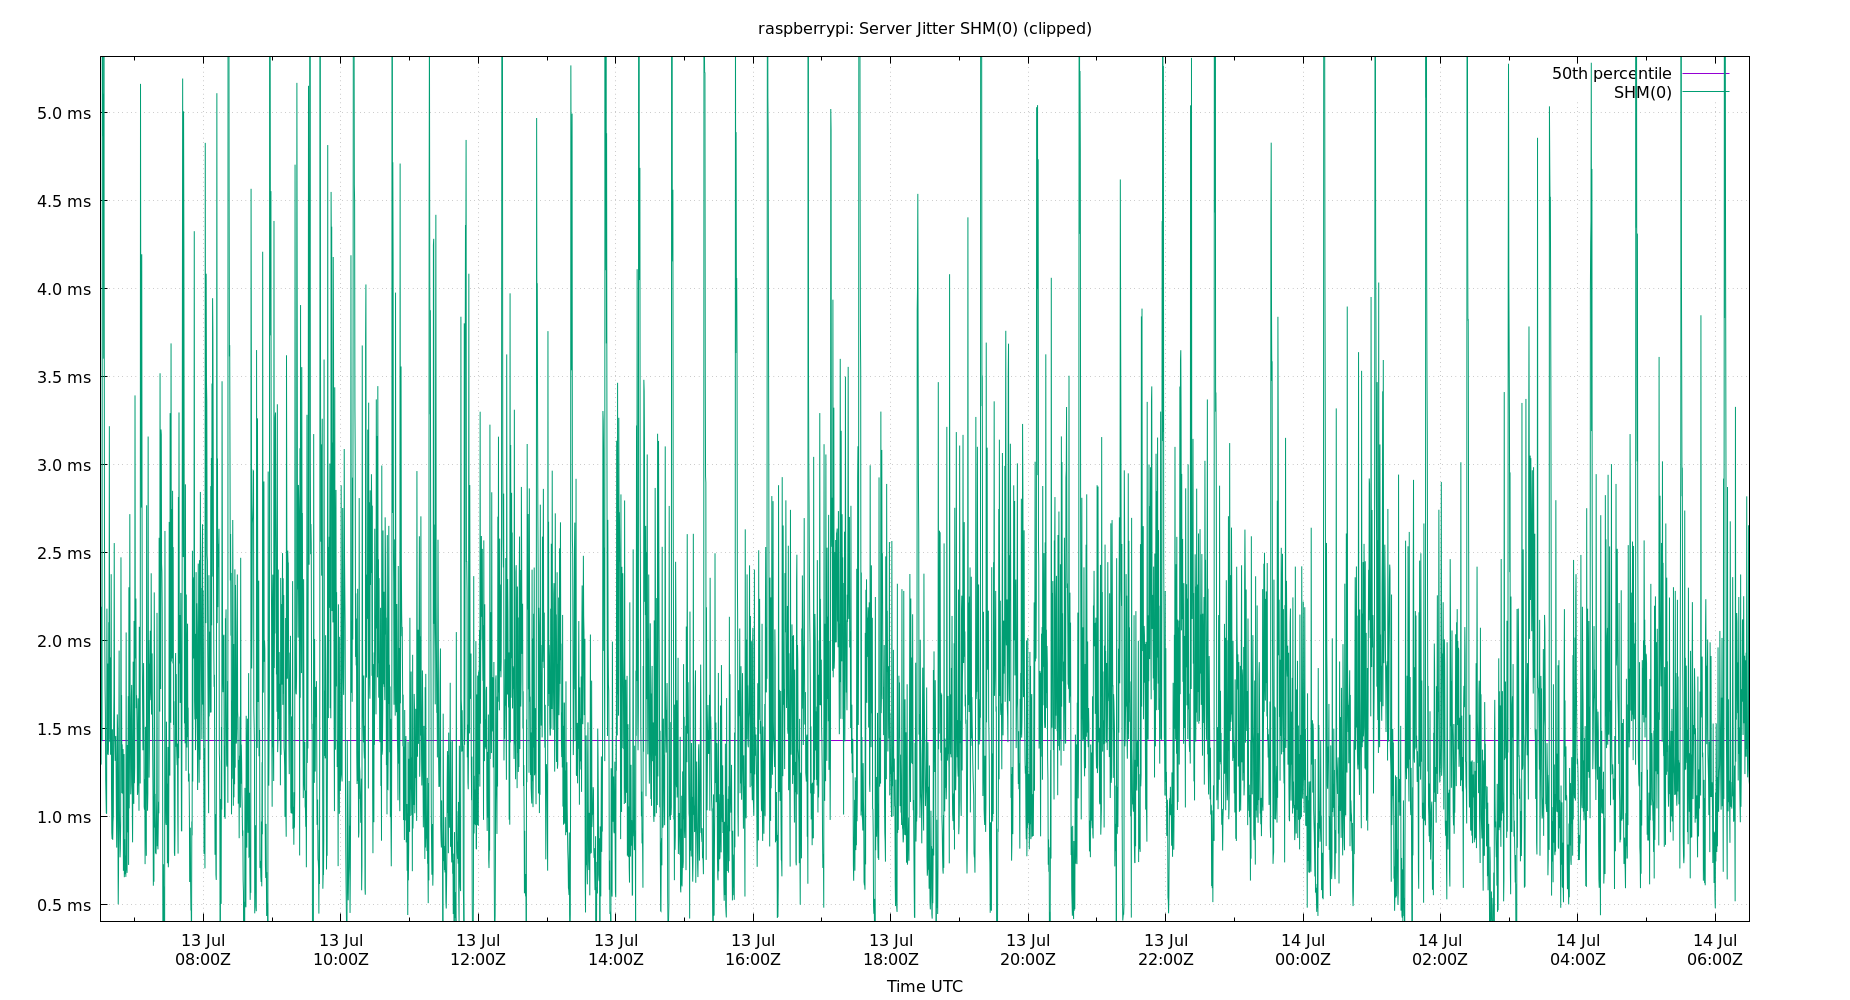 raspberrypi: Server Jitter SHM(0) (clipped)
50th percentile
SHM(0)
5.0 ms
4.5 ms
4.0 ms
3.5 ms
3.0 ms
2.5 ms
2.0 ms
1.5 ms
1.0 ms
0.5 ms
13 Jul 13 Jul 13 Jul 13 Jul 13 Jul 13 Jul 13 Jul 13 Jul 14 Jul 14 Jul 14 Jul 14 Jul
08:00Z 10:00Z 12:00Z 14:00Z 16:00Z 18:00Z 20:00Z 22:00Z 00:00Z 02:00Z 04:00Z 06:00Z
Time UTC